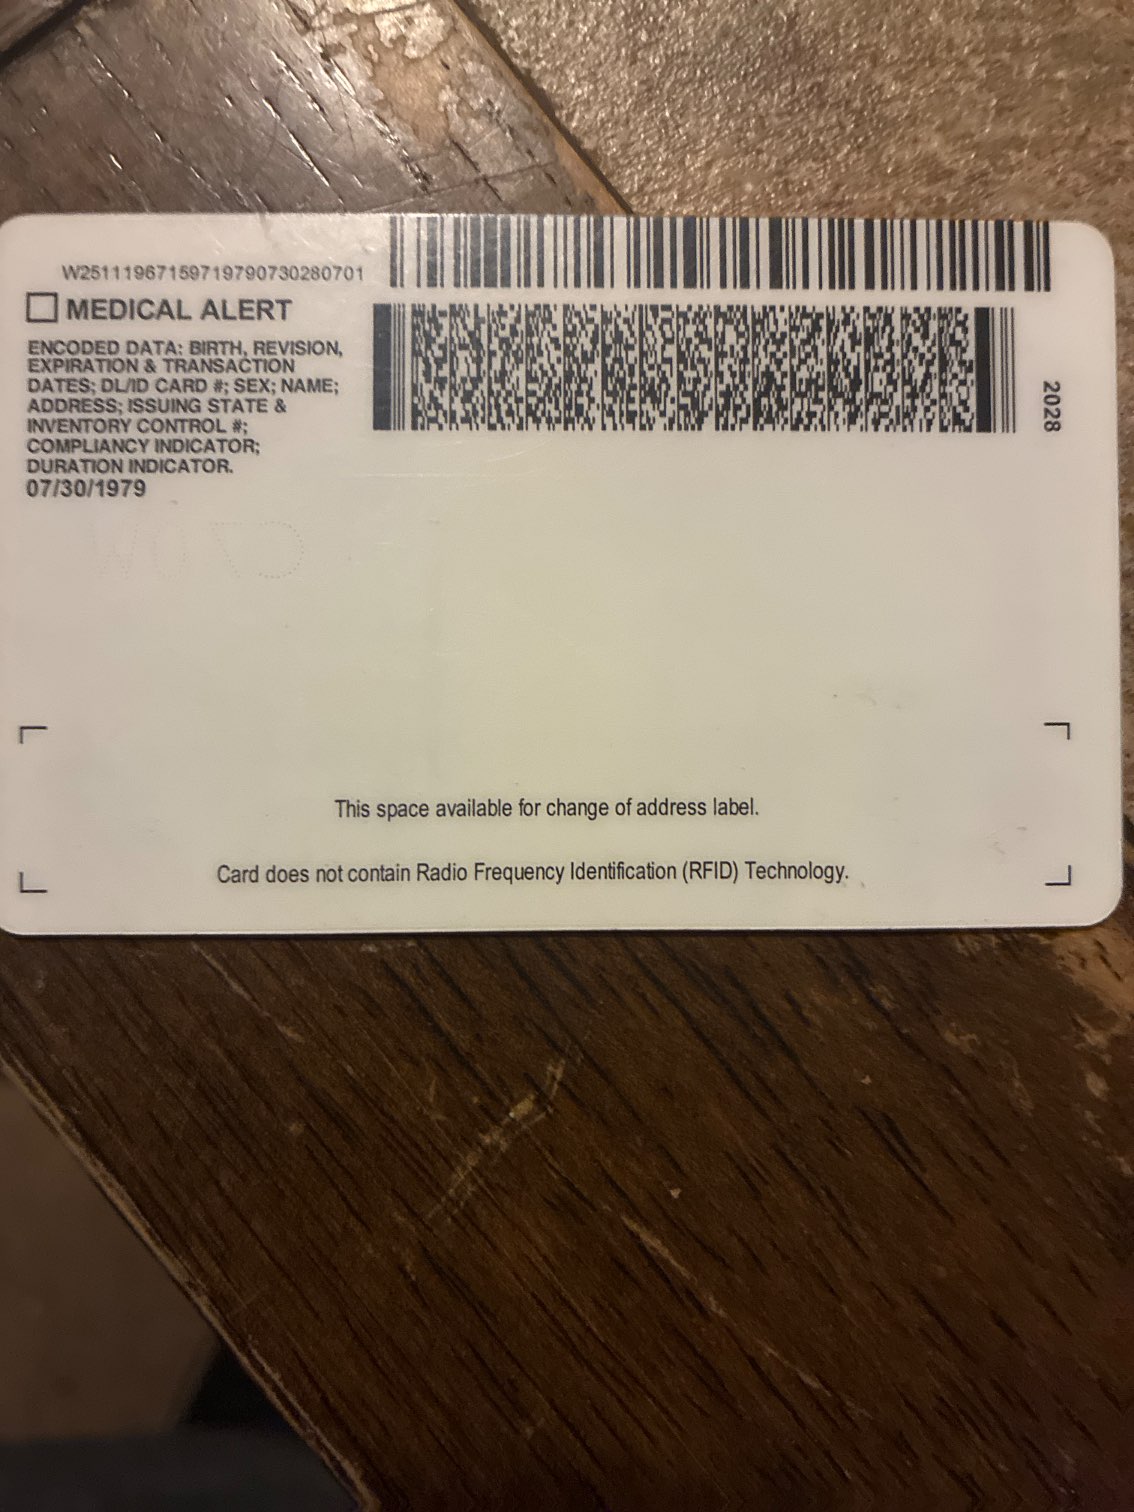 W25111967159719790730280701
MEDICAL ALERT
ENCODED DATA: BIRTH, REVISION,
EXPIRATION & TRANSACTION
DATES; DL/ID CARD #; SEX; NAME;
ADDRESS; ISSUING STATE &
INVENTORY CONTROL #;
COMPLIANCY INDICATOR;
DURATION INDICATOR.
07/30/1979
2028
This space available for change of address label.
Card does not contain Radio Frequency Identification (RFID) Technology.